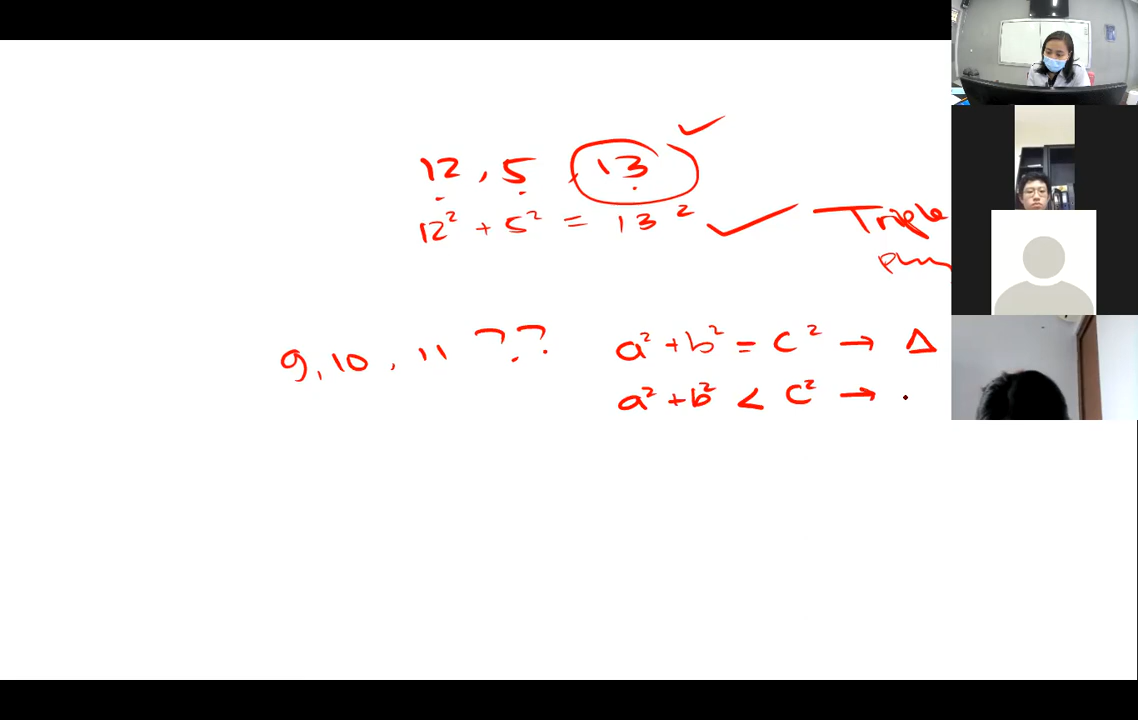 12, 5, 13
12² + 5² = 13² Triple
9, 10, 11 ??
a² + b² = c² → Δ
a² + b² < c² →